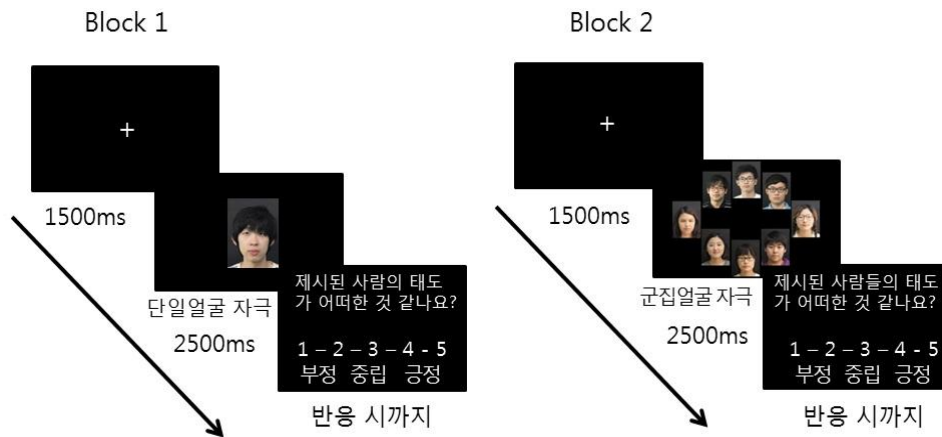 Block 1
+
1500ms
단일얼굴 자극
2500ms
제시된 사람의 태도
가 어떠한 것 같나요?
1 – 2 – 3 – 4 - 5
부정 중립 긍정
반응 시까지
Block 2
+
1500ms
군집얼굴 자극
2500ms
제시된 사람들의 태도
가 어떠한 것 같나요?
1 – 2 – 3 – 4 - 5
부정 중립 긍정
반응 시까지